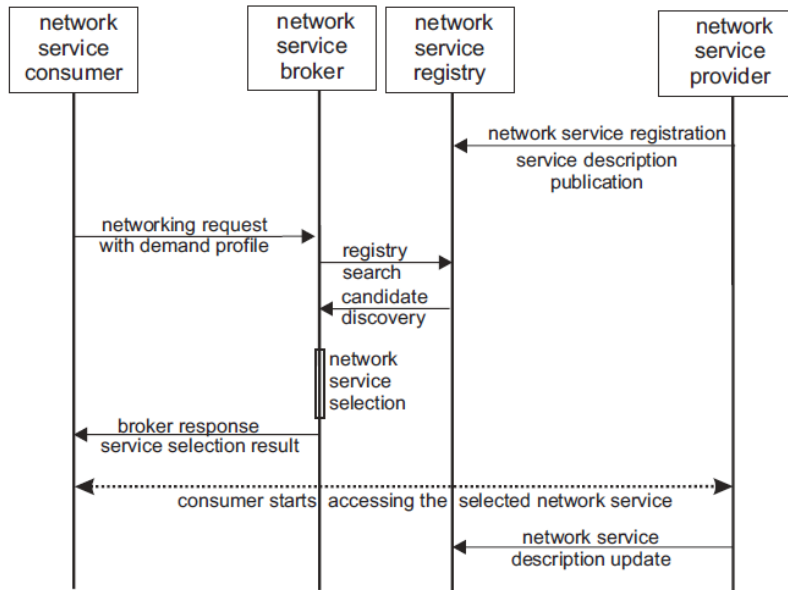 network
service
consumer
network
service
broker
network
service
registry
network
service
provider
network service registration
service description
publication
networking request
with demand profile
registry
search
candidate
discovery
network
service
selection
broker response
service selection result
consumer starts accessing the selected network service
network service
description update